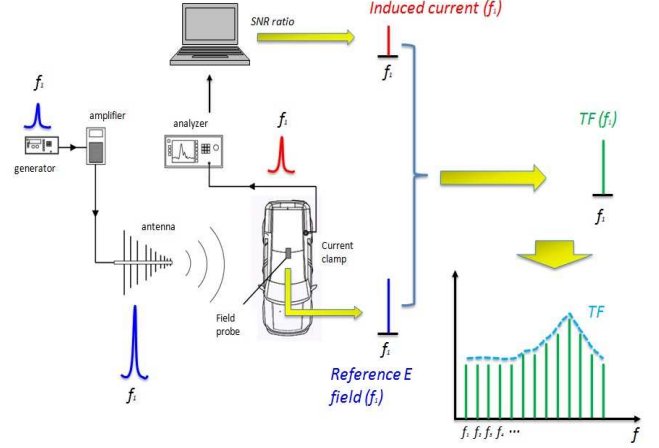 SNR ratio
Induced current (f₁)
f₁
f₁
amplifier
analyzer
f₁
TF (f₁)
generator
f₁
antenna
Current
clamp
Field
probe
f₁
f₁
Reference E
field (f₁)
TF
f₁ f₂ f₃ f₄ ...
f